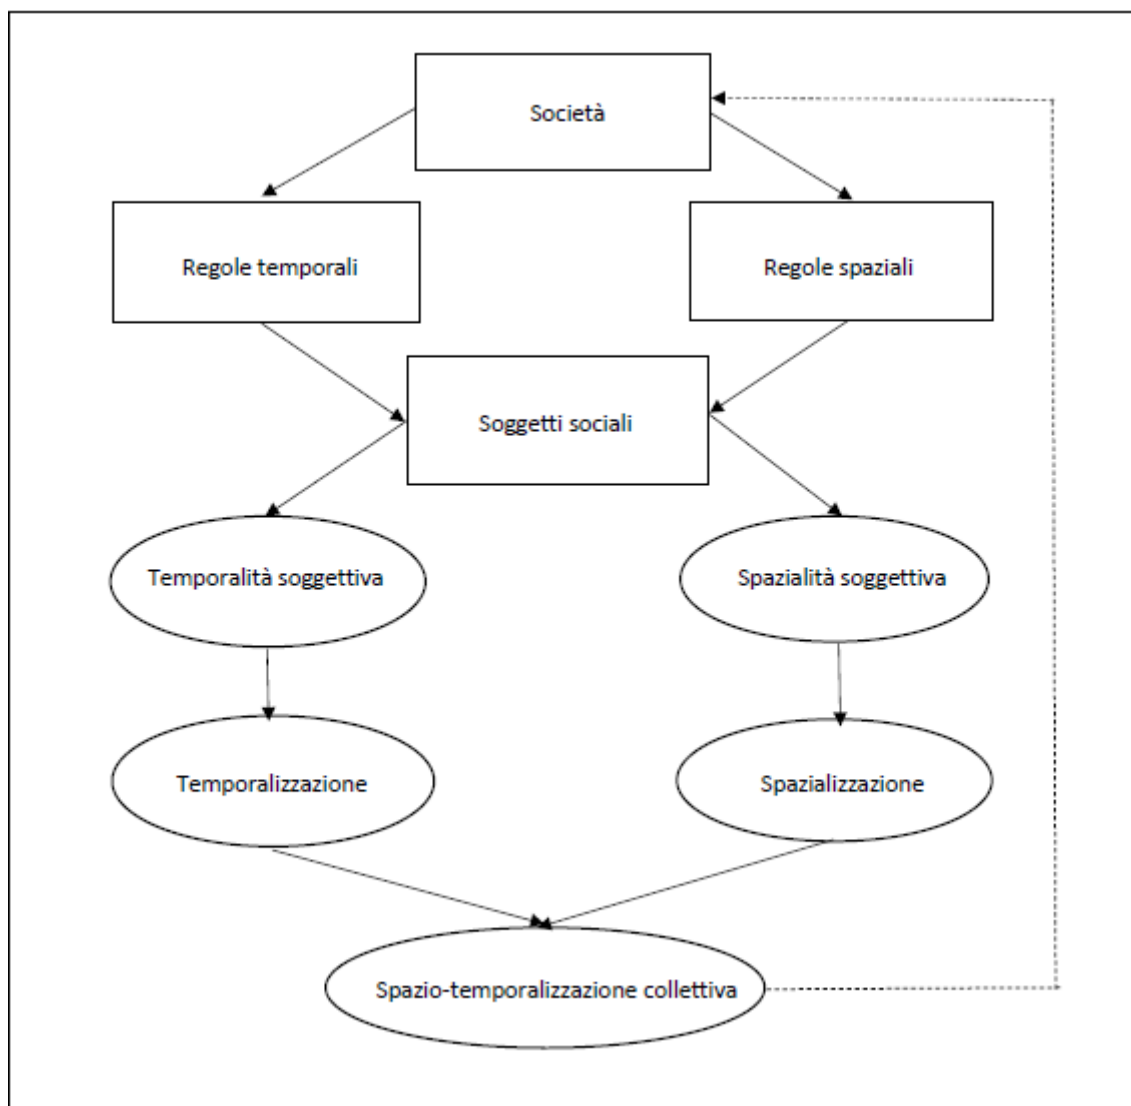 Società
Regole temporali
Regole spaziali
Soggetti sociali
Temporalità soggettiva
Spazialità soggettiva
Temporalizzazione
Spazializzazione
Spazio-temporalizzazione collettiva